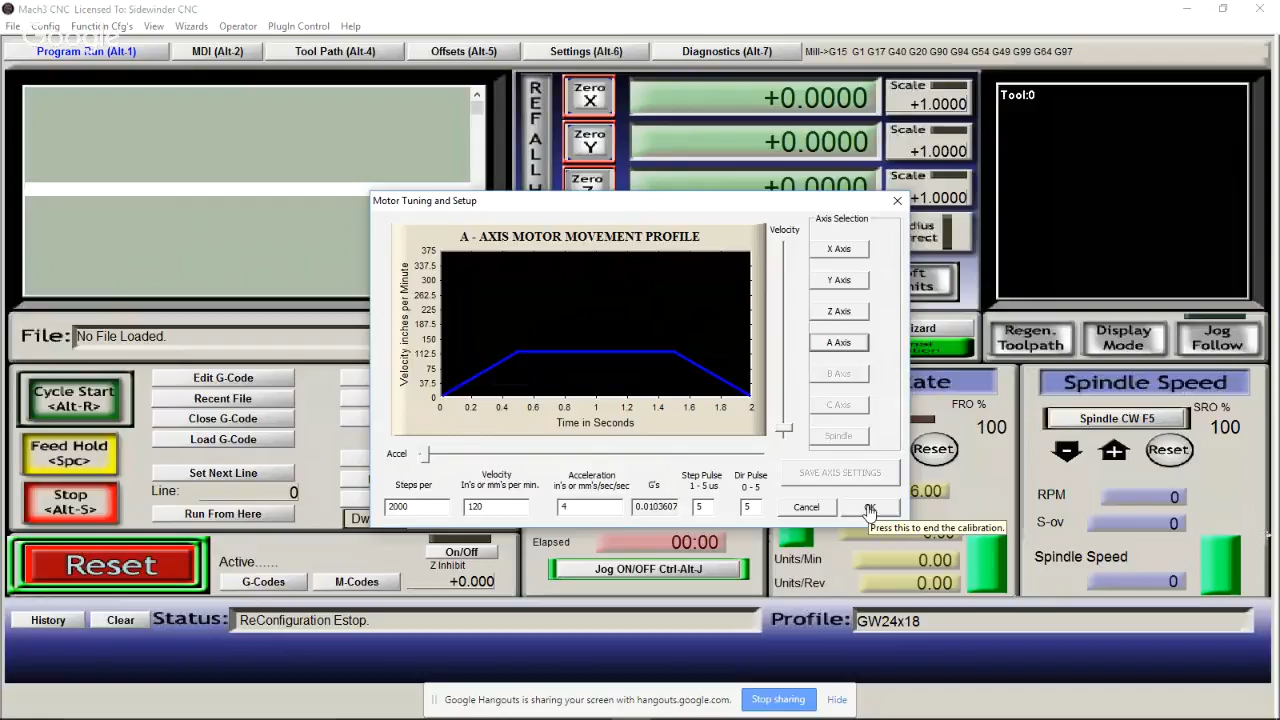 Mach3 CNC Licensed To: Sidewinder CNC
File Config Function Cfg's View Wizards Operator PlugIn Control Help
Google
Program Run (Alt-1) MDI (Alt-2) Tool Path (Alt-4) Offsets (Alt-5) Settings (Alt-6) Diagnostics (Alt-7) Mill->G15 G1 G17 G40 G20 G90 G94 G54 G49 G99 G64 G97
REF ALL H
Zero X +0.0000 Scale +1.0000
Zero Y +0.0000 Scale +1.0000
Zero Z +0.0000 Scale +1.0000
Tool:0
Motor Tuning and Setup
A - AXIS MOTOR MOVEMENT PROFILE
Velocity
Axis Selection
Velocity inches per Minute
375
337.5
300
262.5
225
187.5
150
112.5
75
37.5
0
0 0.2 0.4 0.6 0.8 1 1.2 1.4 1.6 1.8 2
Time in Seconds
X Axis
Y Axis
Z Axis
A Axis
B Axis
C Axis
Spindle
Accel
SAVE AXIS SETTINGS
Steps per
Velocity
In's or mm's per min.
Acceleration
in's or mm's/sec/sec
G's
Step Pulse
1 - 5 us
Dir Pulse
0 - 5
2000 120 4 0.0103607 5 5 Cancel OK
Press this to end the calibration.
File: No File Loaded.
Regen. Toolpath
Display Mode
Jog Follow
Cycle Start <Alt-R>
Feed Hold <Spc>
Stop <Alt-S>
Edit G-Code
Recent File
Close G-Code
Load G-Code
Set Next Line
Line: 0
Run From Here
FRO %
100
Reset
6.00
Spindle Speed
Spindle CW F5
SRO %
100
Reset
RPM 0
S-ov 0
Spindle Speed 0
Reset
Active......
G-Codes M-Codes
On/Off
Z Inhibit
+0.000
Elapsed 00:00
Jog ON/OFF Ctrl-Alt-J
Units/Min 0.00
Units/Rev 0.00
History Clear Status: ReConfiguration Estop. Profile: GW24x18
Google Hangouts is sharing your screen with hangouts.google.com. Stop sharing Hide